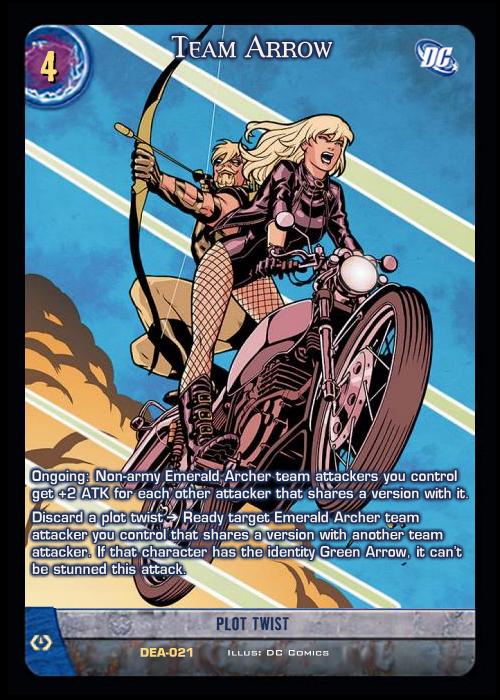 Team Arrow
4
DC
Ongoing: Non-army Emerald Archer team attackers you control
get +2 ATK for each other attacker that shares a version with it.
Discard a plot twist → Ready target Emerald Archer team
attacker you control that shares a version with another team
attacker. If that character has the identity Green Arrow, it can't
be stunned this attack.
PLOT TWIST
DEA-021 Illus: DC Comics